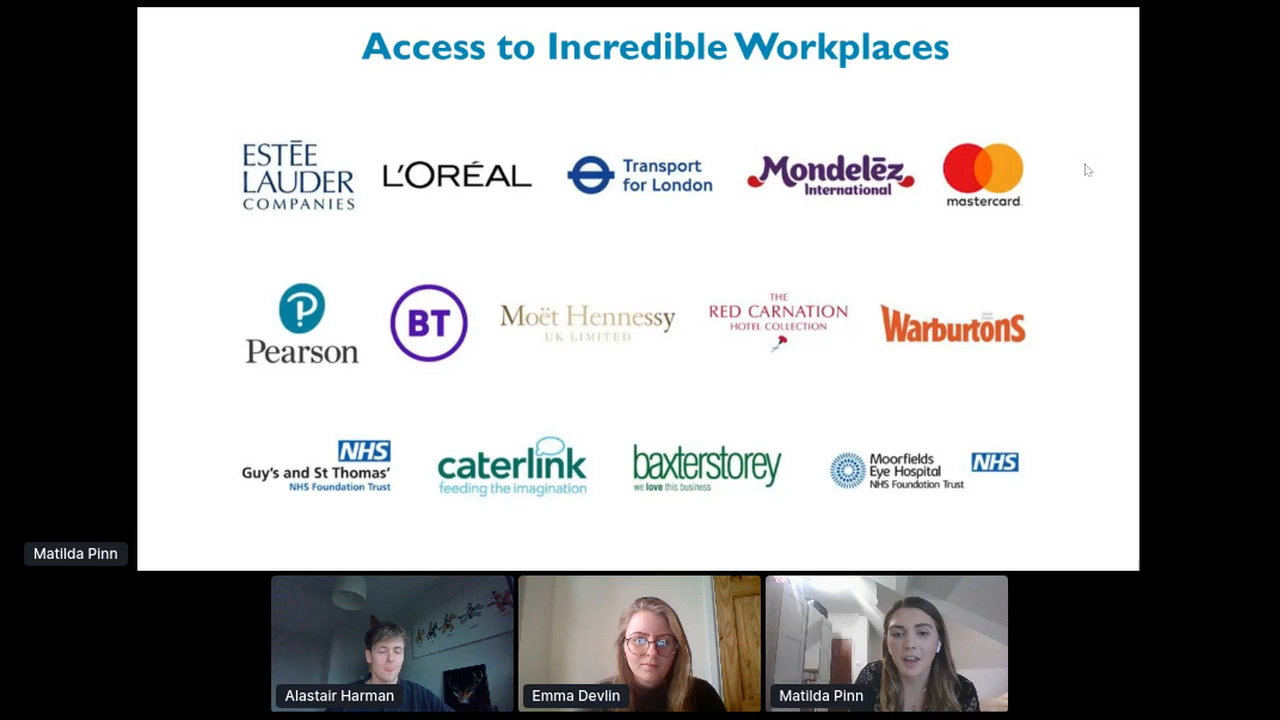 Access to Incredible Workplaces
ESTĒE
LAUDER
COMPANIES
L'ORÉAL
Transport
for London
Mondelēz
International
mastercard.
Pearson
BT
Moët Hennessy
UK LIMITED
THE
RED CARNATION
HOTEL COLLECTION
Warburtons
NHS
Guy's and St Thomas'
NHS Foundation Trust
caterlink
feeding the imagination
baxterstorey
we love this business
Moorfields
Eye Hospital
NHS Foundation Trust
NHS
Matilda Pinn
Alastair Harman
Emma Devlin
Matilda Pinn